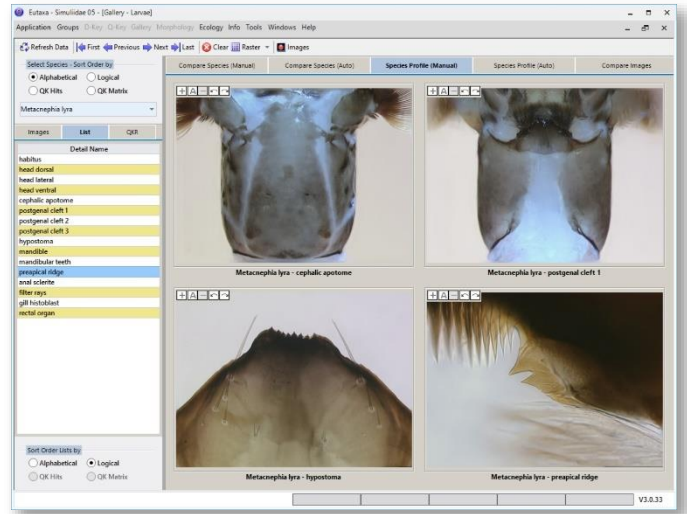 Eutaxa - Simuliidae 05 - [Gallery - Larvae]
Application Groups D-Key Q-Key Gallery Morphology Ecology Info Tools Windows Help
Refresh Data First Previous Next Last Clear Raster Images
Select Species - Sort Order by
Alphabetical Logical
QK Hits QK Matrix
Metacnephia lyra
Images List QKR
Detail Name
habitus
head dorsal
head lateral
head ventral
cephalic apotome
postgenal cleft 1
postgenal cleft 2
postgenal cleft 3
hypostoma
mandible
mandibular teeth
preapical ridge
anal sclerite
filter rays
gill histoblast
rectal organ
Sort Order Lists by
Alphabetical Logical
QK Hits QK Matrix
Compare Species (Manual) Compare Species (Auto) Species Profile (Manual) Species Profile (Auto) Compare Images
+ A -
+ A -
Metacnephia lyra - cephalic apotome
Metacnephia lyra - postgenal cleft 1
+ A -
+ A -
Metacnephia lyra - hypostoma
Metacnephia lyra - preapical ridge
V3.0.33